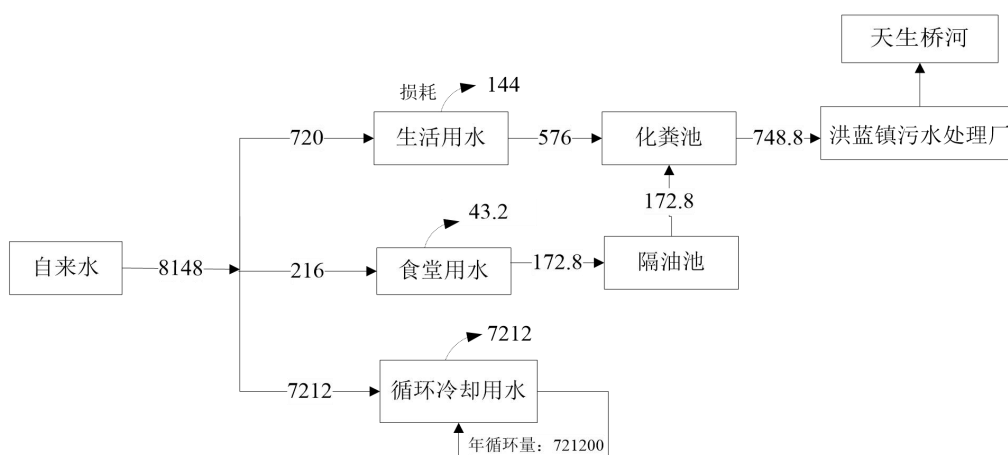 天生桥河
损耗
144
720
生活用水
576
化粪池
748.8
洪蓝镇污水处理厂
172.8
43.2
自来水
8148
216
食堂用水
172.8
隔油池
7212
7212
循环冷却用水
年循环量：721200